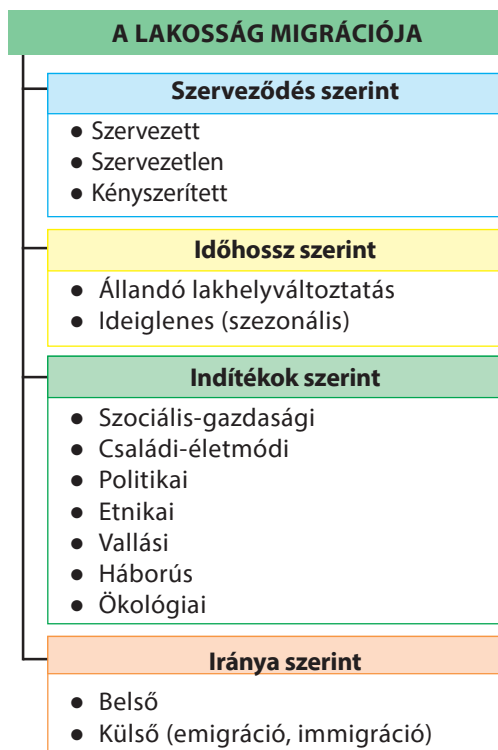 A LAKOSSÁG MIGRÁCIÓJA
Szerveződés szerint
● Szervezett
● Szervezetlen
● Kényszerített
Időhossz szerint
● Állandó lakhelyváltoztatás
● Ideiglenes (szezonális)
Indítékok szerint
● Szociális-gazdasági
● Családi-életmódi
● Politikai
● Etnikai
● Vallási
● Háborús
● Ökológiai
Iránya szerint
● Belső
● Külső (emigráció, immigráció)